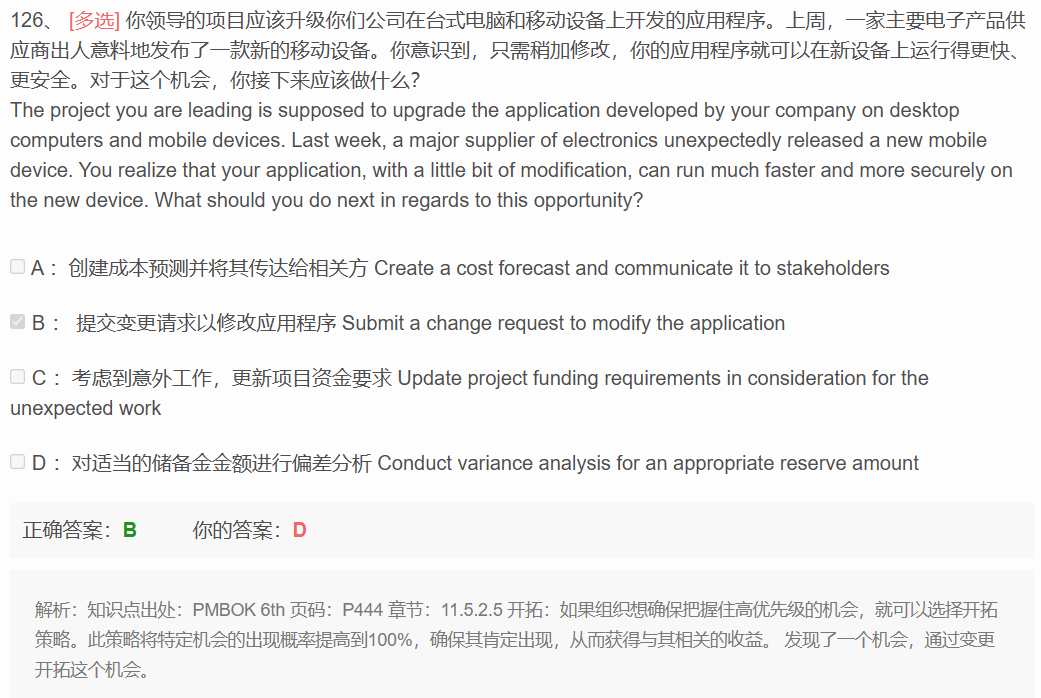 126、 [多选] 你领导的项目应该升级你们公司在台式电脑和移动设备上开发的应用程序。上周，一家主要电子产品供
应商出人意料地发布了一款新的移动设备。你意识到，只需稍加修改，你的应用程序就可以在新设备上运行得更快、
更安全。对于这个机会，你接下来应该做什么?
The project you are leading is supposed to upgrade the application developed by your company on desktop
computers and mobile devices. Last week, a major supplier of electronics unexpectedly released a new mobile
device. You realize that your application, with a little bit of modification, can run much faster and more securely on
the new device. What should you do next in regards to this opportunity?
A： 创建成本预测并将其传达给相关方 Create a cost forecast and communicate it to stakeholders
B： 提交变更请求以修改应用程序 Submit a change request to modify the application
C： 考虑到意外工作，更新项目资金要求 Update project funding requirements in consideration for the
unexpected work
D： 对适当的储备金金额进行偏差分析 Conduct variance analysis for an appropriate reserve amount
正确答案：B 你的答案：D
解析：知识点出处：PMBOK 6th 页码：P444 章节：11.5.2.5 开拓：如果组织想确保把握住高优先级的机会，就可以选择开拓
策略。此策略将特定机会的出现概率提高到100%，确保其肯定出现，从而获得与其相关的收益。 发现了一个机会，通过变更
开拓这个机会。